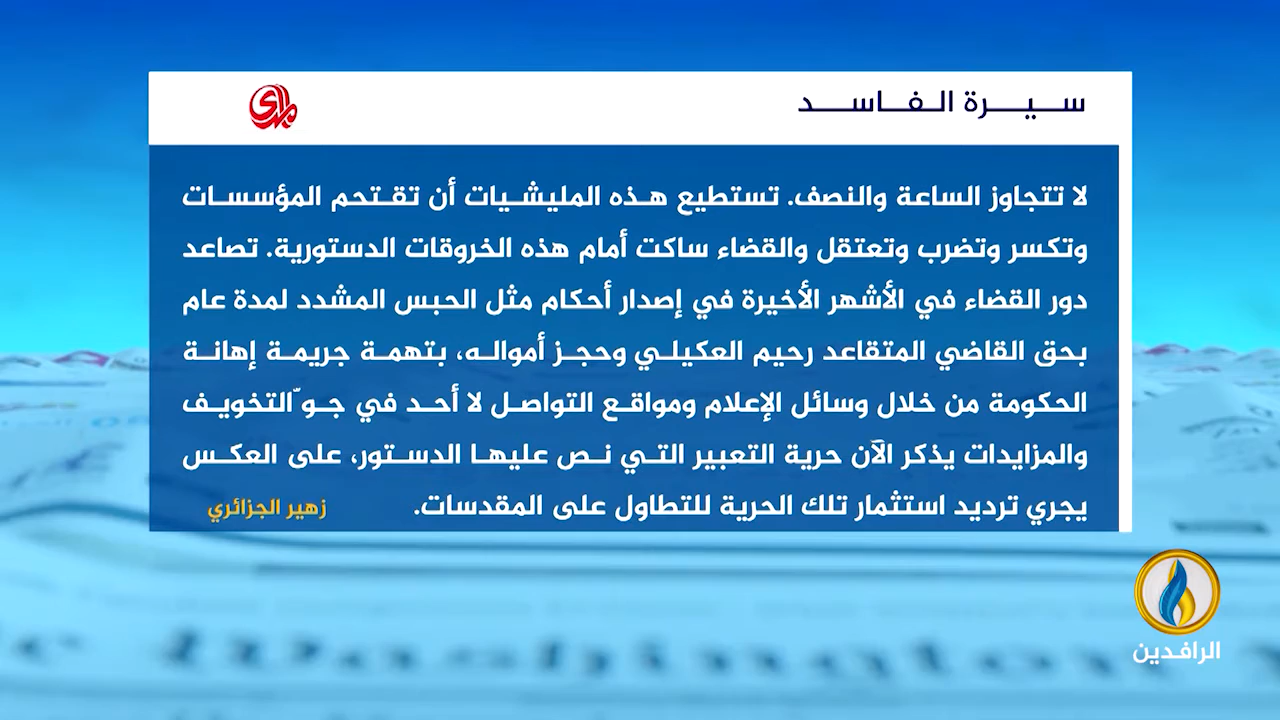 سيرة الفاسد
المدى
لا تتجاوز الساعة والنصف. تستطيع هذه المليشيات أن تقتحم المؤسسات
وتكسر وتضرب وتعتقل والقضاء ساكت أمام هذه الخروقات الدستورية. تصاعد
دور القضاء في الأشهر الأخيرة في إصدار أحكام مثل الحبس المشدد لمدة عام
بحق القاضي المتقاعد رحيم العكيلي وحجز أمواله، بتهمة جريمة إهانة
الحكومة من خلال وسائل الإعلام ومواقع التواصل لا أحد في جوّالتخويف
والمزايدات يذكر الآن حرية التعبير التي نص عليها الدستور، على العكس
يجري ترديد استثمار تلك الحرية للتطاول على المقدسات.
زهير الجزائري
الرافدين